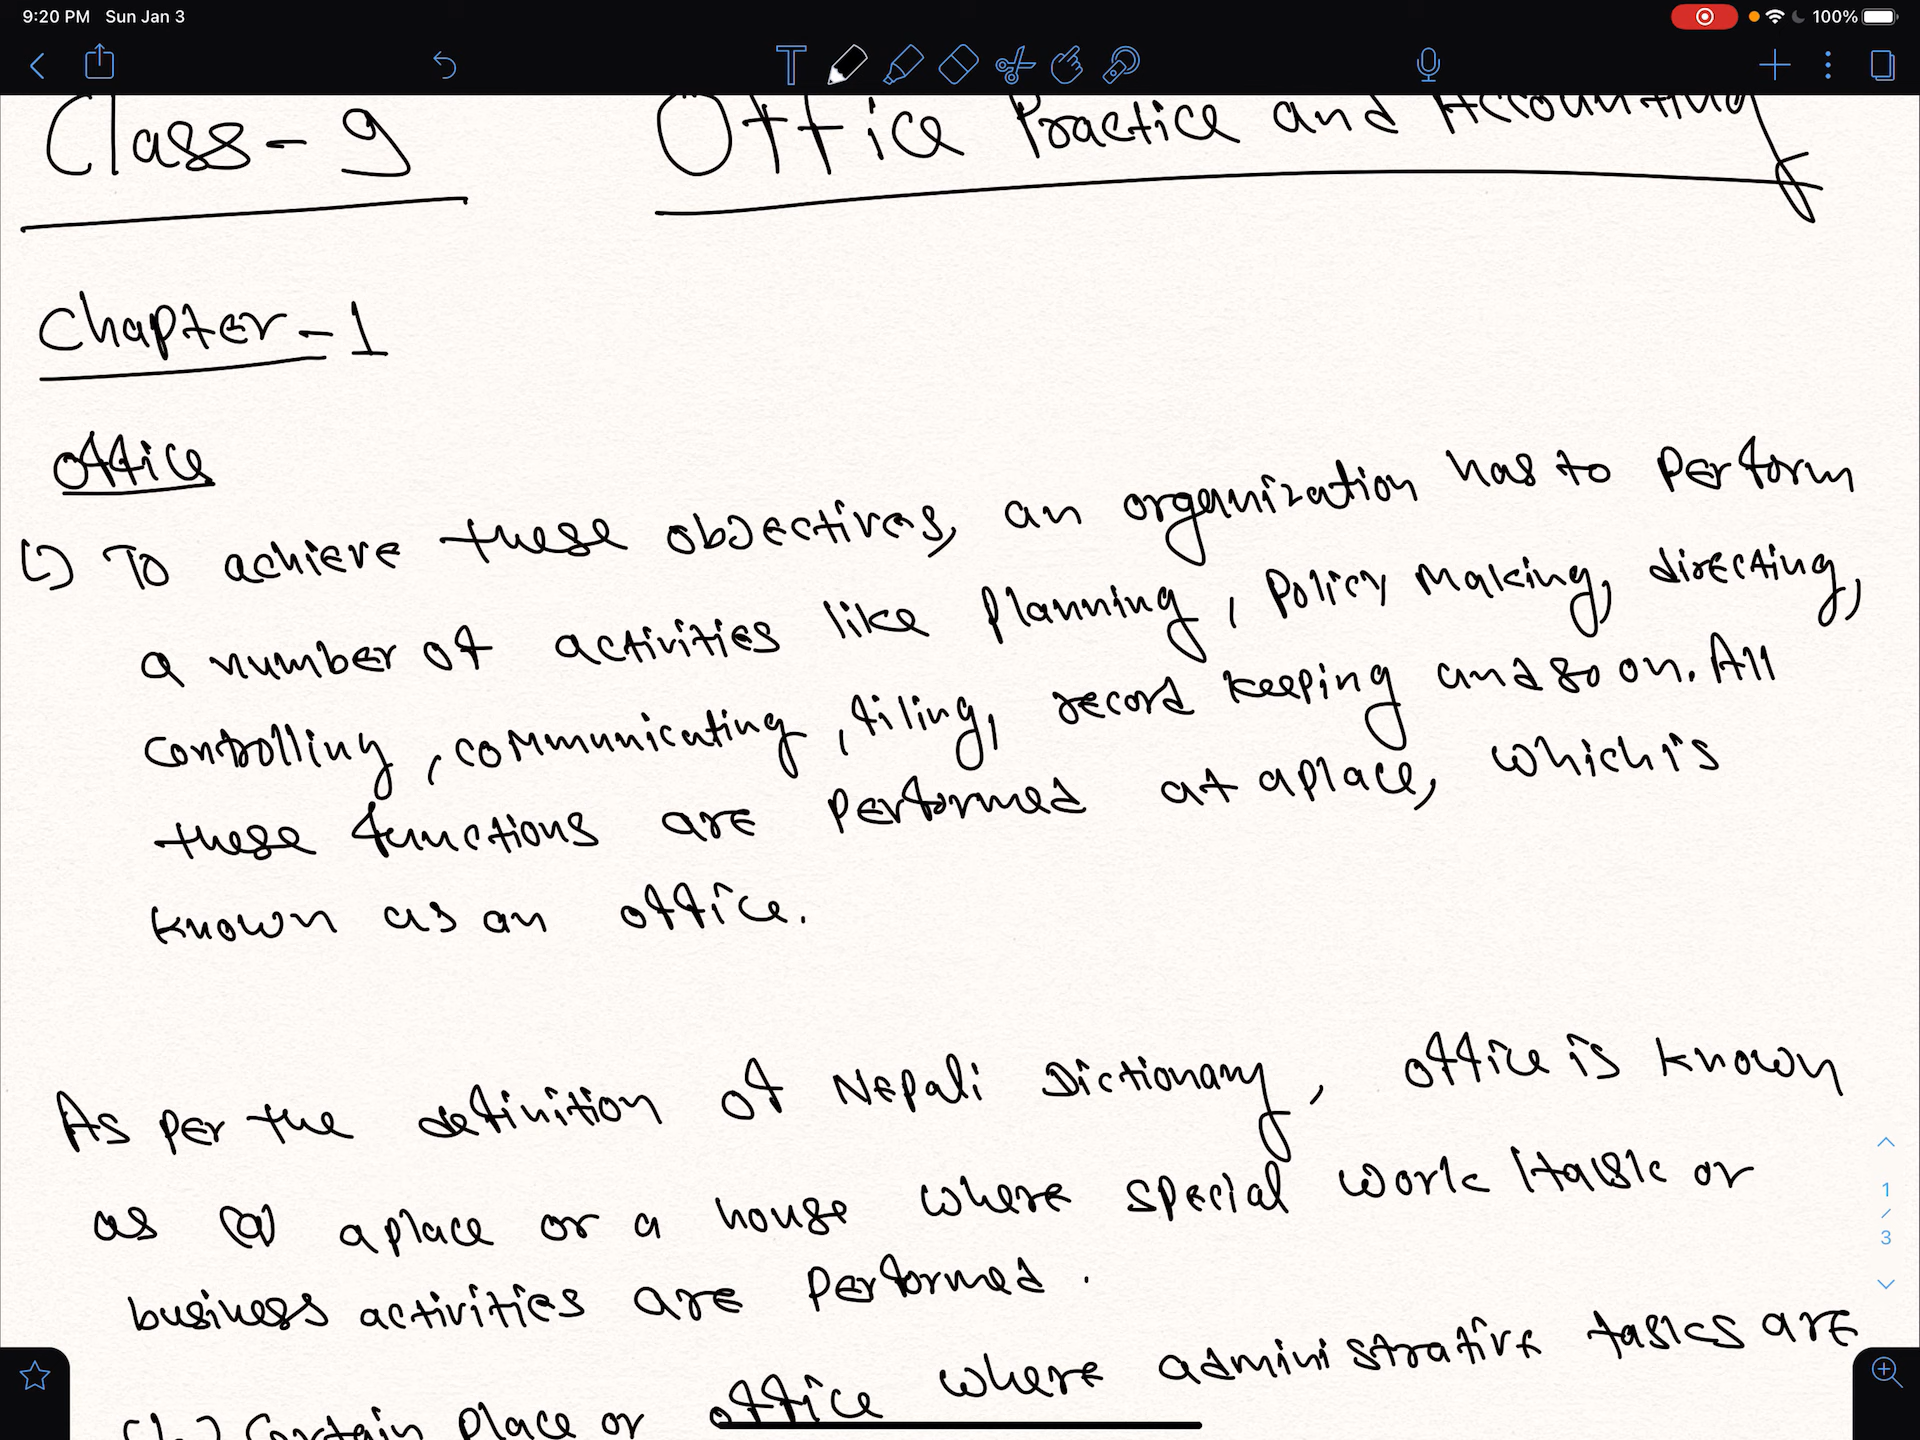 9:20 PM Sun Jan 3
100%
Class-9 Office Practice and Accounting
Chapter-1
office
(i) To achieve these objectives, an organization has to perform
a number of activities like planning, policy making, directing,
controlling, communicating, filing, record keeping and so on. All
these functions are performed at a place, which is
known as an office.
As per the definition of Nepali Dictionary, office is known
as (a) a place or a house where special work /task or
business activities are performed.
(b) Certain place or office where administrative tasks are
1
/
3